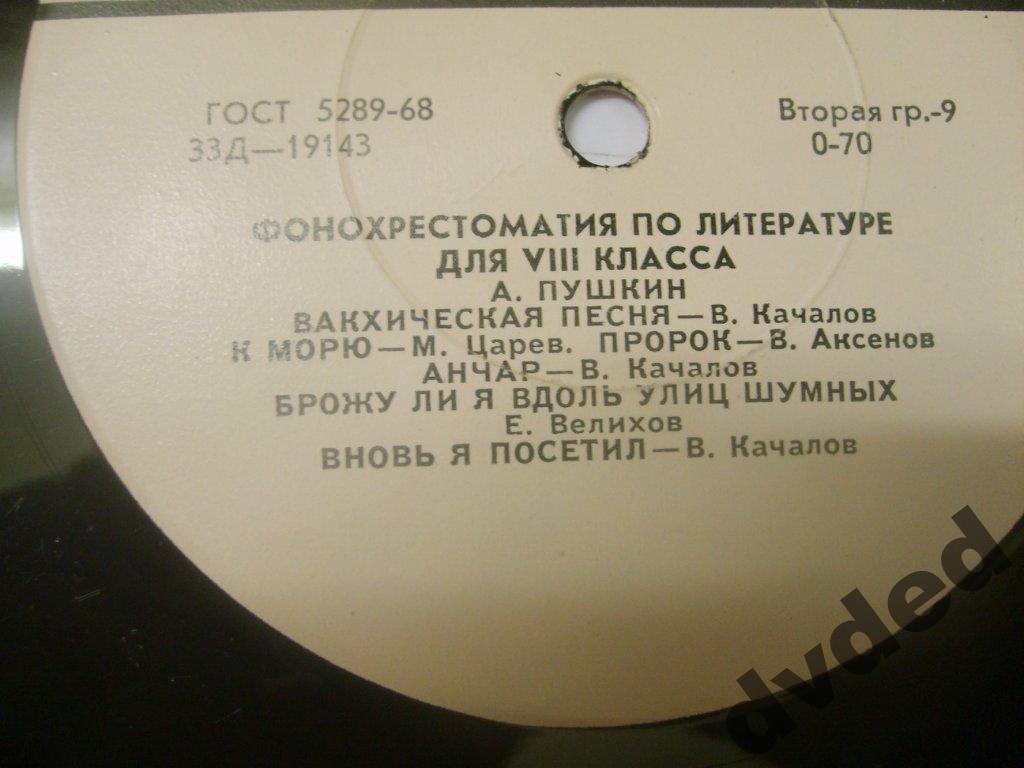 ГОСТ 5289-68
33Д—19143
Вторая гр.-9
0-70
ФОНОХРЕСТОМАТИЯ ПО ЛИТЕРАТУРЕ
ДЛЯ VIII КЛАССА
А. ПУШКИН
ВАКХИЧЕСКАЯ ПЕСНЯ—В. Качалов
К МОРЮ—М. Царев. ПРОРОК—В. Аксенов
АНЧАР—В. Качалов
БРОЖУ ЛИ Я ВДОЛЬ УЛИЦ ШУМНЫХ
Е. Велихов
ВНОВЬ Я ПОСЕТИЛ—В. Качалов
dvded